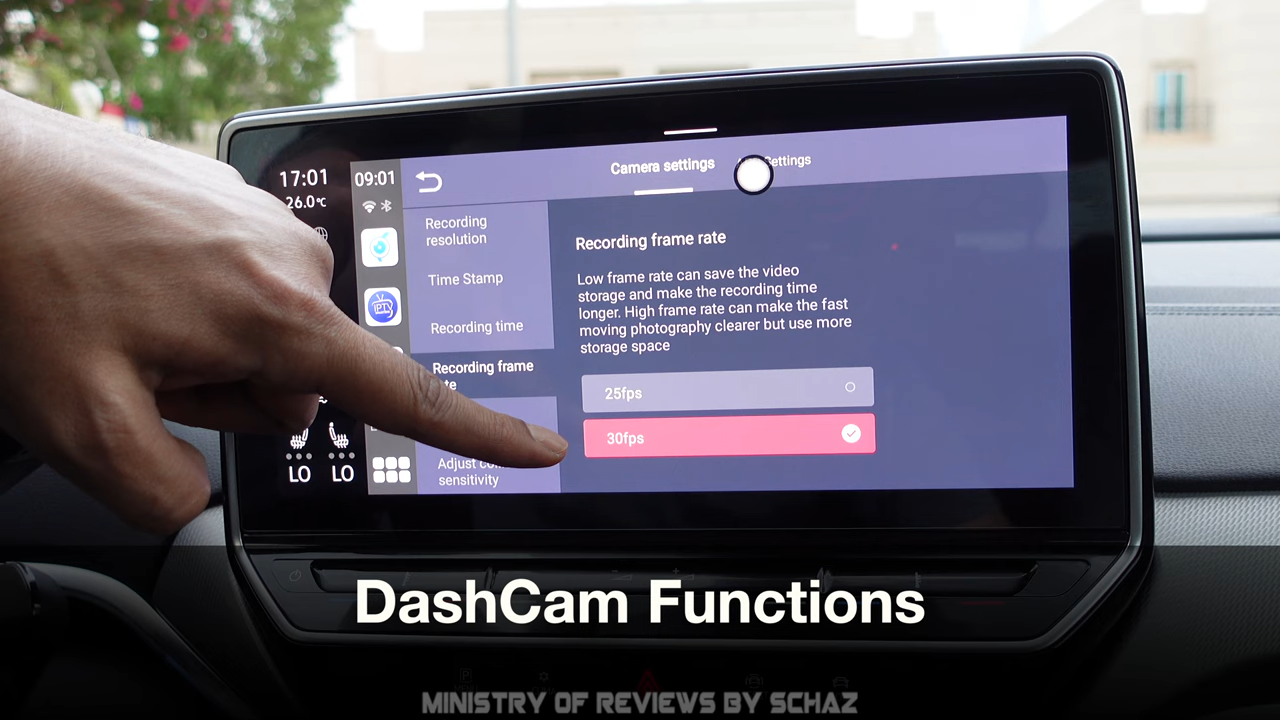 17:01
26.0°C
LO LO
09:01
IPTV
Camera settings
Settings
Recording
resolution
Time Stamp
Recording time
Recording frame
Adjust
sensitivity
Recording frame rate
Low frame rate can save the video
storage and make the recording time
longer. High frame rate can make the fast
moving photography clearer but use more
storage space
25fps
30fps
DashCam Functions
MINISTRY OF REVIEWS BY SCHAZ